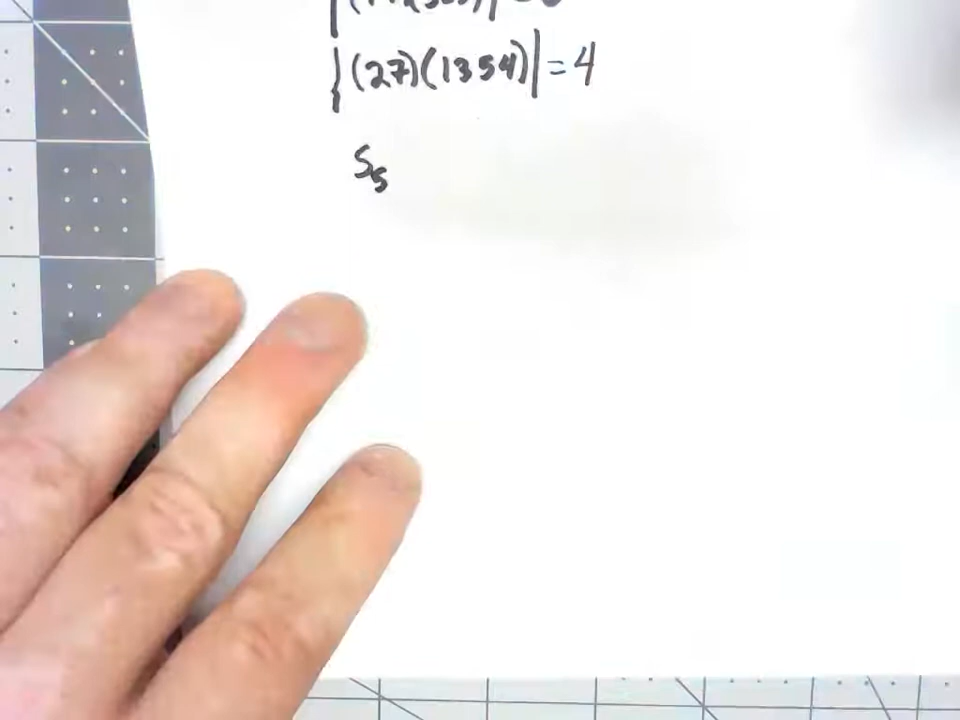 |(27)(1354)| = 4
S₅